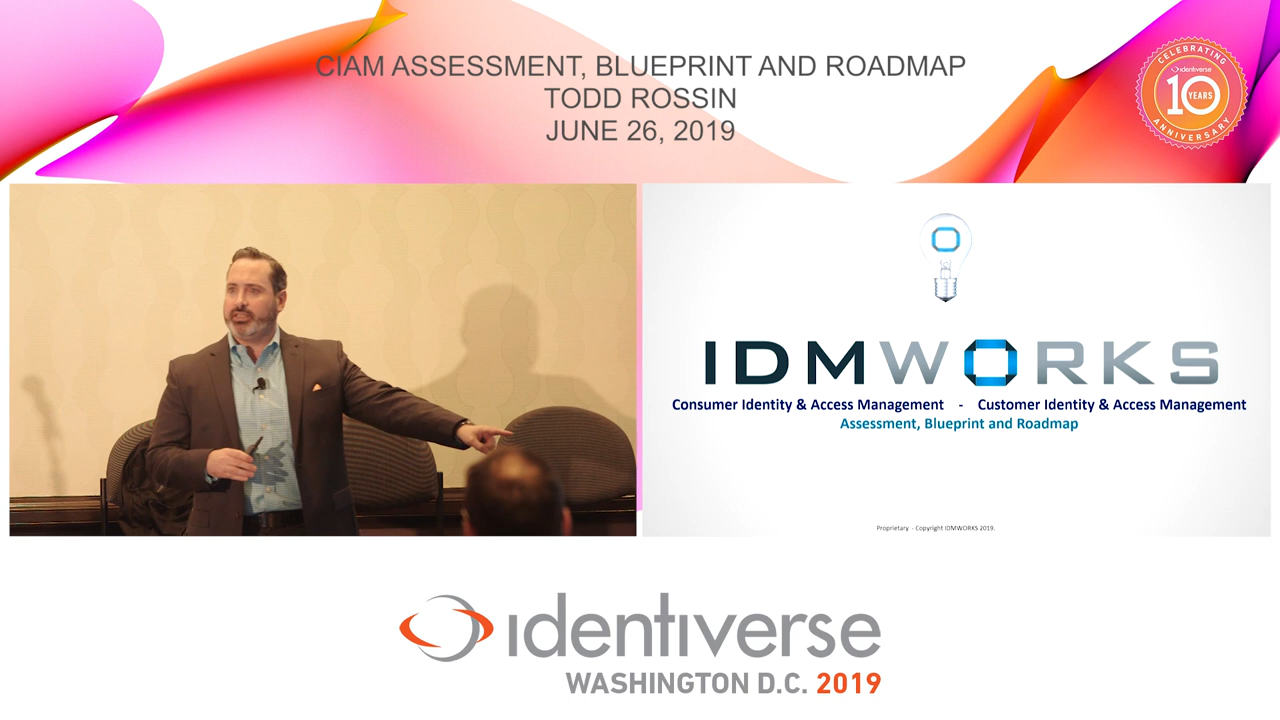 CIAM ASSESSMENT, BLUEPRINT AND ROADMAP
TODD ROSSIN
JUNE 26, 2019
CELEBRATING
identiverse
10 YEARS
ANNIVERSARY
IDMWORKS
Consumer Identity & Access Management - Customer Identity & Access Management
Assessment, Blueprint and Roadmap
Proprietary - Copyright IDMWORKS 2019.
identiverse
WASHINGTON D.C. 2019